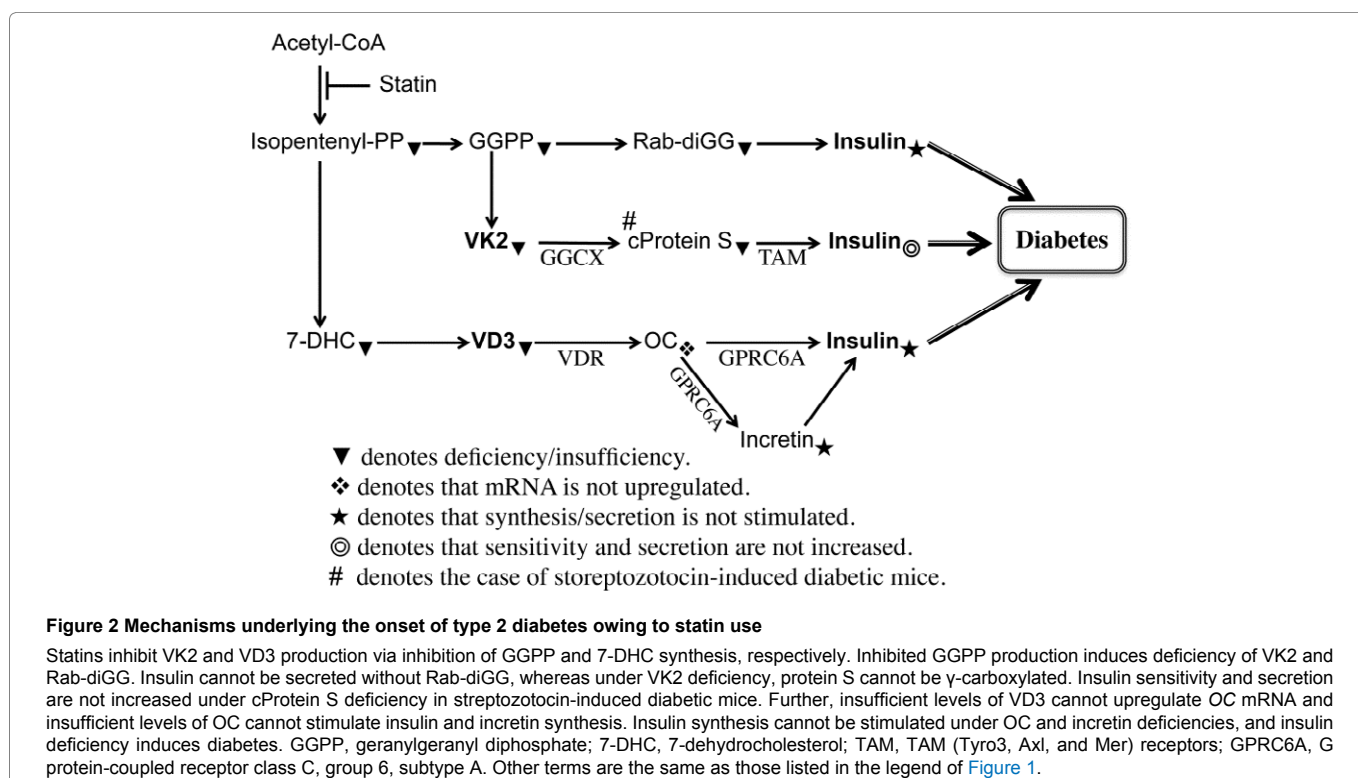 Acetyl-CoA
Statin
Isopentenyl-PP▼ GGPP▼ Rab-diGG▼ Insulin★
#
VK2▼ GGCX cProtein S▼ TAM Insulin◎ Diabetes
7-DHC▼ VD3▼ VDR OC❖ GPRC6A Insulin★
GPRC6A
Incretin★
▼ denotes deficiency/insufficiency.
❖ denotes that mRNA is not upregulated.
★ denotes that synthesis/secretion is not stimulated.
◎ denotes that sensitivity and secretion are not increased.
# denotes the case of storeptozotocin-induced diabetic mice.
Figure 2 Mechanisms underlying the onset of type 2 diabetes owing to statin use
Statins inhibit VK2 and VD3 production via inhibition of GGPP and 7-DHC synthesis, respectively. Inhibited GGPP production induces deficiency of VK2 and
Rab-diGG. Insulin cannot be secreted without Rab-diGG, whereas under VK2 deficiency, protein S cannot be γ-carboxylated. Insulin sensitivity and secretion
are not increased under cProtein S deficiency in streptozotocin-induced diabetic mice. Further, insufficient levels of VD3 cannot upregulate OC mRNA and
insufficient levels of OC cannot stimulate insulin and incretin synthesis. Insulin synthesis cannot be stimulated under OC and incretin deficiencies, and insulin
deficiency induces diabetes. GGPP, geranylgeranyl diphosphate; 7-DHC, 7-dehydrocholesterol; TAM, TAM (Tyro3, Axl, and Mer) receptors; GPRC6A, G
protein-coupled receptor class C, group 6, subtype A. Other terms are the same as those listed in the legend of Figure 1.